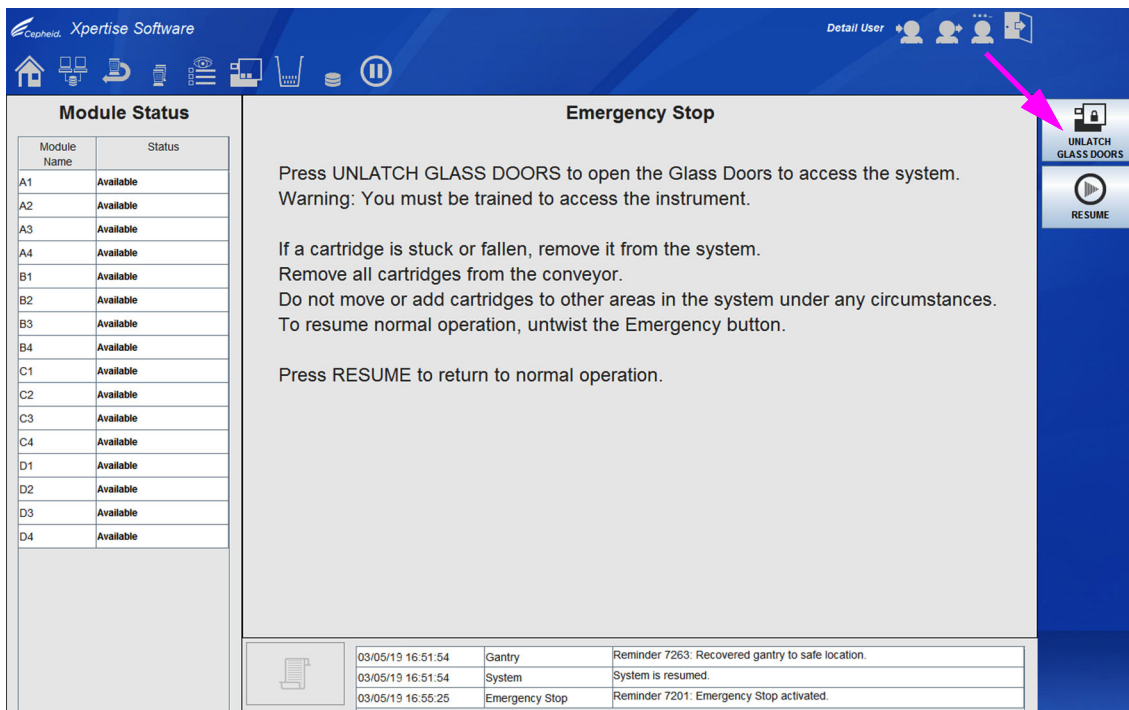 Cepheid. Xpertise Software
Detail User
Module Status
Module Name Status
A1 Available
A2 Available
A3 Available
A4 Available
B1 Available
B2 Available
B3 Available
B4 Available
C1 Available
C2 Available
C3 Available
C4 Available
D1 Available
D2 Available
D3 Available
D4 Available
Emergency Stop
Press UNLATCH GLASS DOORS to open the Glass Doors to access the system.
Warning: You must be trained to access the instrument.
If a cartridge is stuck or fallen, remove it from the system.
Remove all cartridges from the conveyor.
Do not move or add cartridges to other areas in the system under any circumstances.
To resume normal operation, untwist the Emergency button.
Press RESUME to return to normal operation.
UNLATCH
GLASS DOORS
RESUME
03/05/19 16:51:54 Gantry Reminder 7263: Recovered gantry to safe location.
03/05/19 16:51:54 System System is resumed.
03/05/19 16:55:25 Emergency Stop Reminder 7201: Emergency Stop activated.